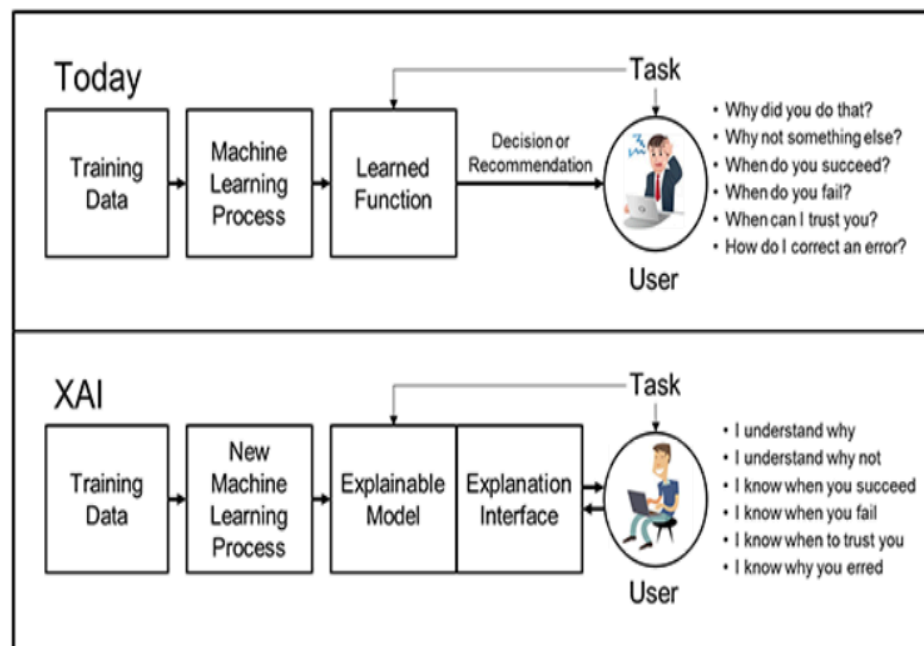 Today
Task
Training
Data
Machine
Learning
Process
Learned
Function
Decision or
Recommendation
User
• Why did you do that?
• Why not something else?
• When do you succeed?
• When do you fail?
• When can I trust you?
• How do I correct an error?
XAI
Task
Training
Data
New
Machine
Learning
Process
Explainable
Model
Explanation
Interface
User
• I understand why
• I understand why not
• I know when you succeed
• I know when you fail
• I know when to trust you
• I know why you erred